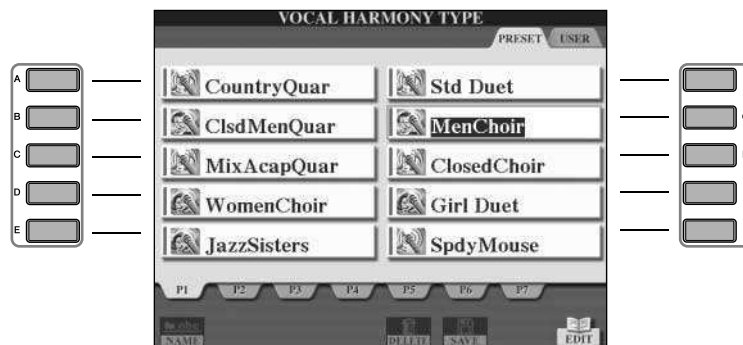 VOCAL HARMONY TYPE
PRESET USER
A CountryQuar Std Duet
B ClsdMenQuar MenChoir
C MixAcapQuar ClosedChoir
D WomenChoir Girl Duet
E JazzSisters SpdyMouse
P1 P2 P3 P4 P5 P6 P7
NAME DELETE SAVE EDIT